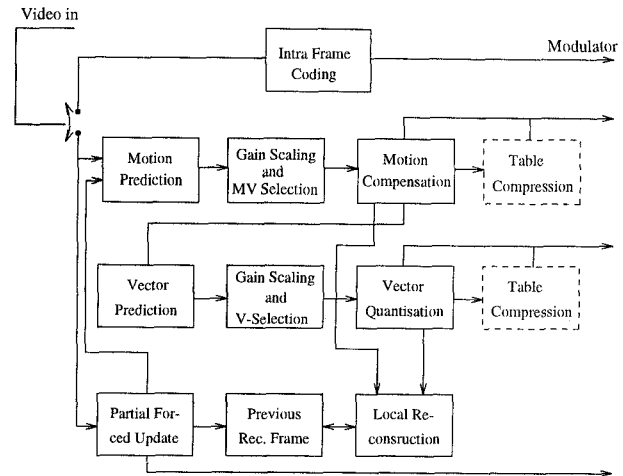 Video in
Modulator
Intra Frame
Coding
Motion
Prediction
Gain Scaling
and
MV Selection
Motion
Compensation
Table
Compression
Vector
Prediction
Gain Scaling
and
V-Selection
Vector
Quantisation
Table
Compression
Partial For-
ced Update
Previous
Rec. Frame
Local Re-
consruction